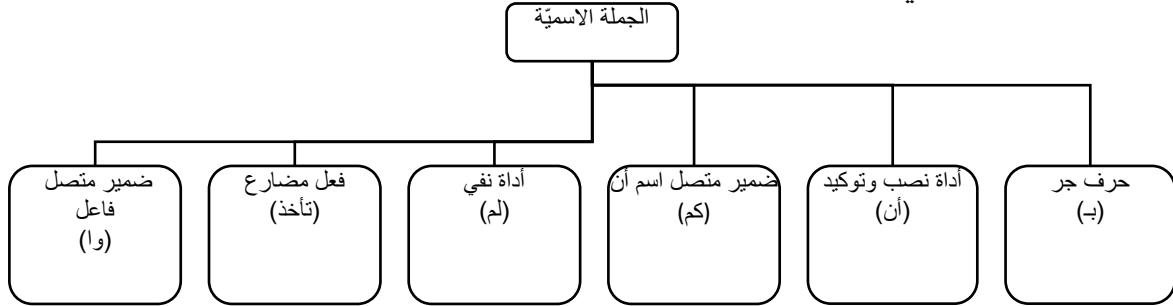 الجملة الاسميّة
حرف جر
(بـ)
أداة نصب وتوكيد
(أن)
ضمير متصل اسم أن
(كم)
أداة نفي
(لم)
فعل مضارع
(تأخذ)
ضمير متصل
فاعل
(وا)